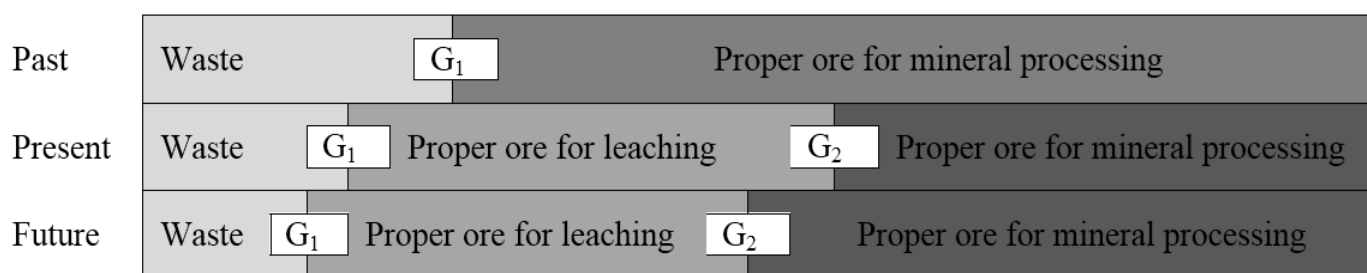 Past Waste G₁ Proper ore for mineral processing
Present Waste G₁ Proper ore for leaching G₂ Proper ore for mineral processing
Future Waste G₁ Proper ore for leaching G₂ Proper ore for mineral processing